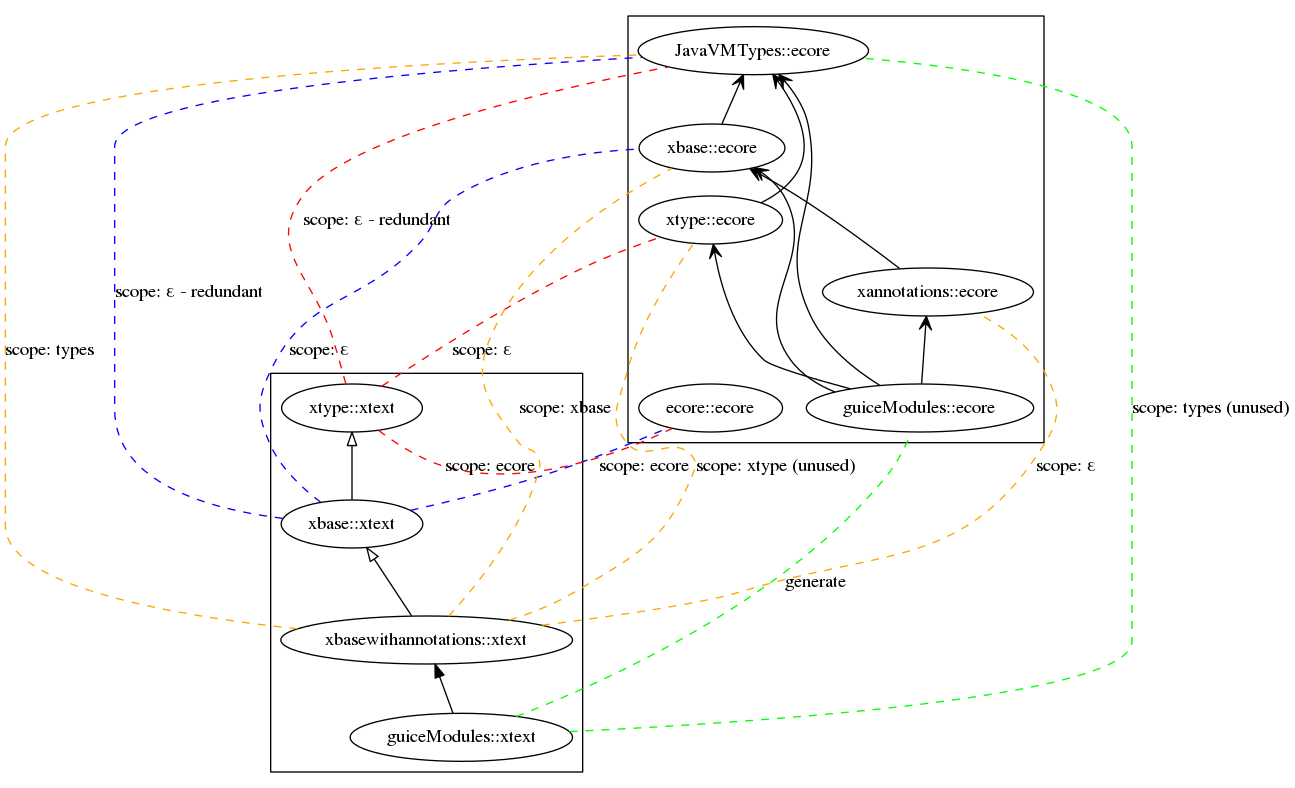 JavaVMTypes::ecore
xbase::ecore
xtype::ecore
scope: ε - redundant
scope: ε - redundant
xannotations::ecore
scope: types
scope: ε
scope: ε
xtype::xtext
scope: xbase
ecore::ecore
guiceModules::ecore
scope: types (unused)
scope: ecore
scope: ecore
scope: xtype (unused)
scope: ε
xbase::xtext
generate
xbasewithannotations::xtext
guiceModules::xtext